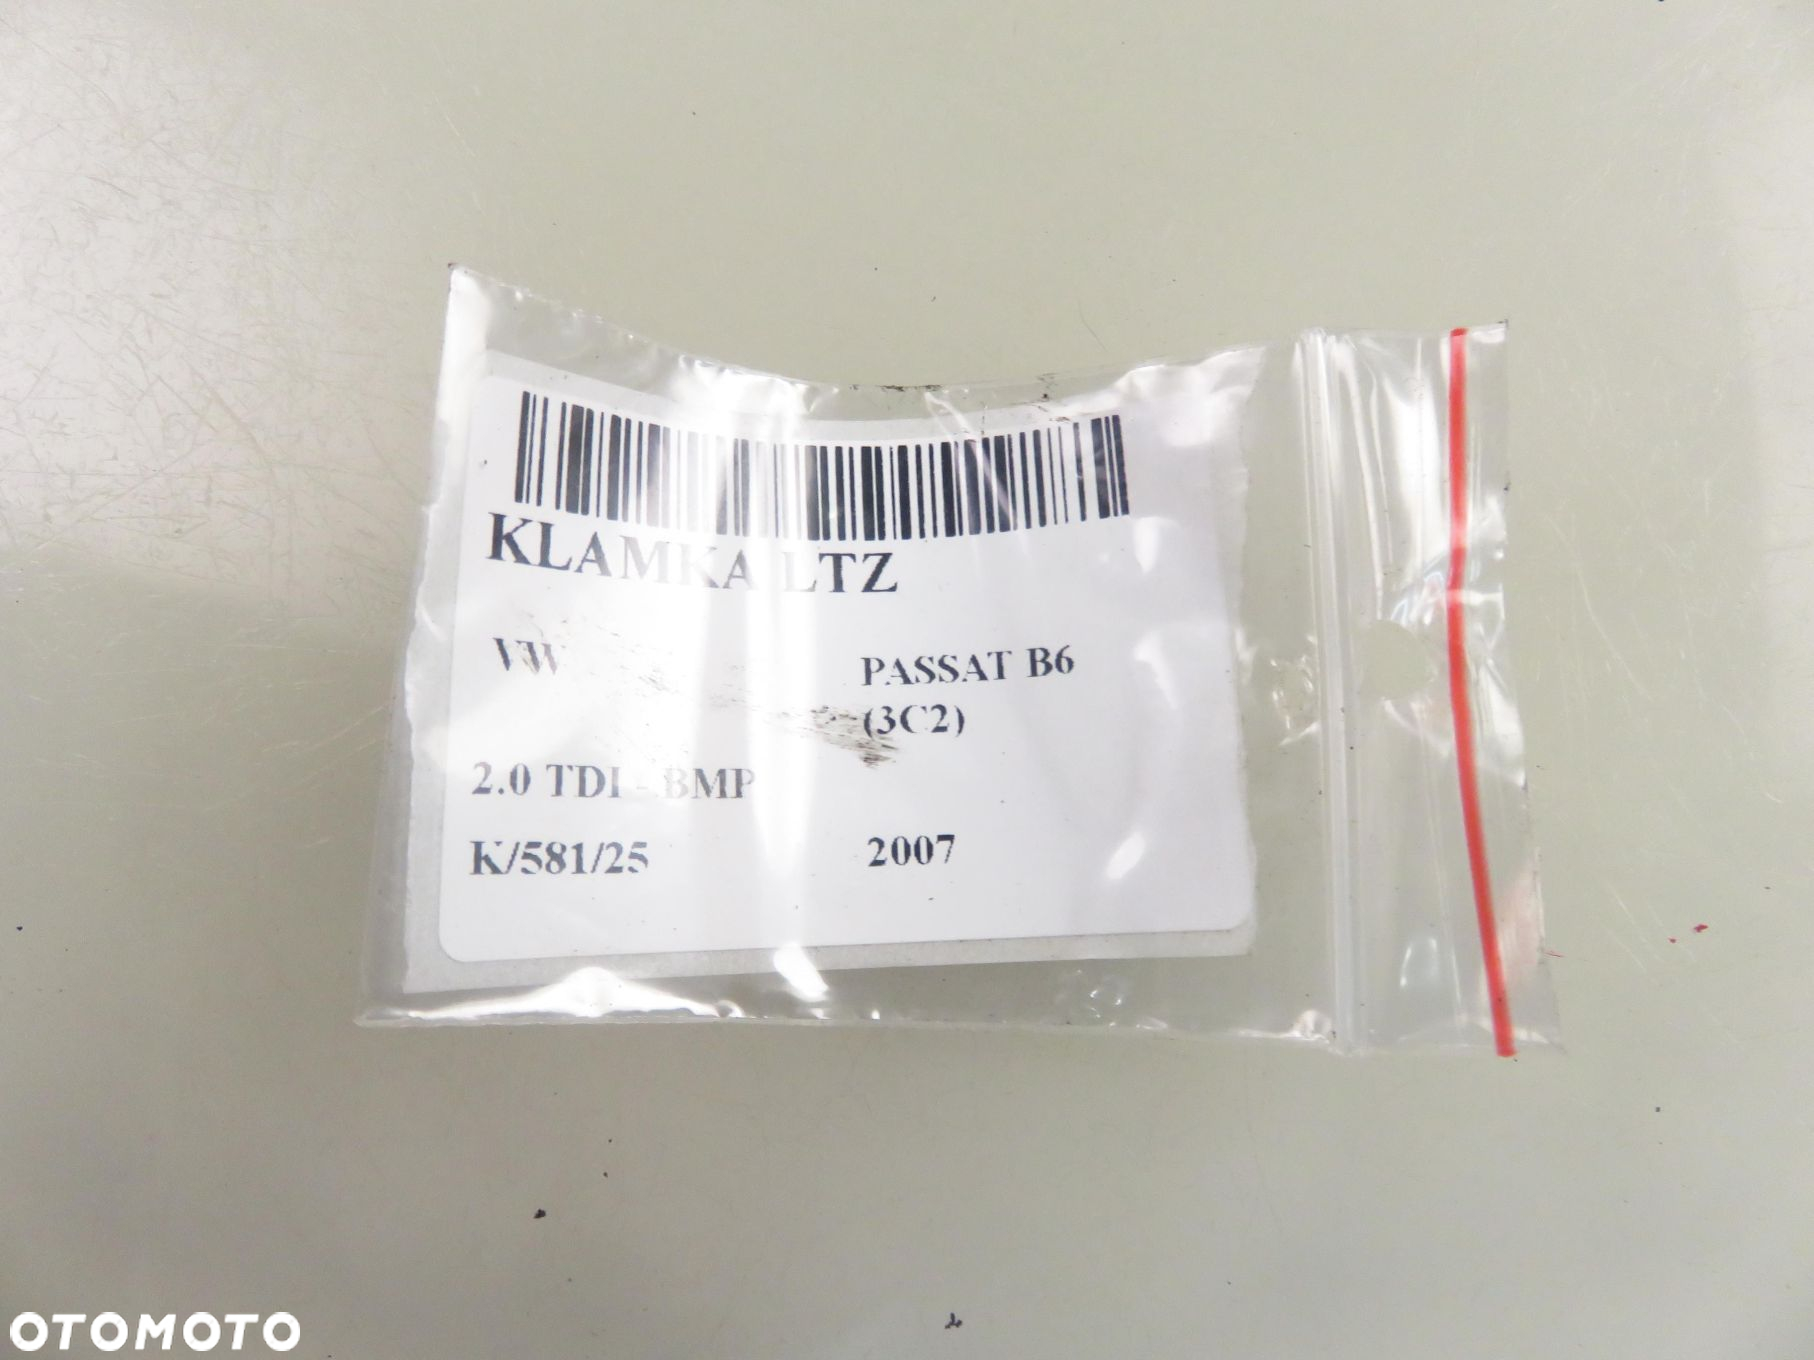 KLAMKA LTZ
VW PASSAT B6
(3C2)
2.0 TDI - BMP
K/581/25 2007
OTOMOTO